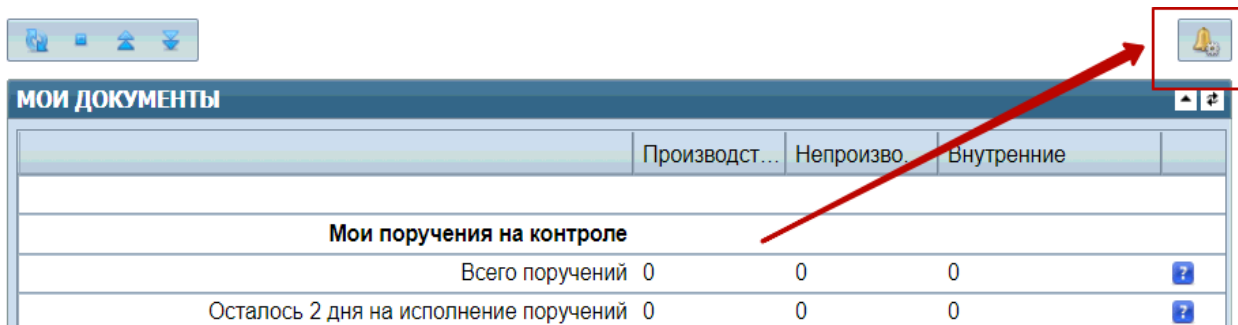 МОИ ДОКУМЕНТЫ
Производст... Непроизво... Внутренние
Мои поручения на контроле
Всего поручений 0 0 0 ?
Осталось 2 дня на исполнение поручений 0 0 0 ?